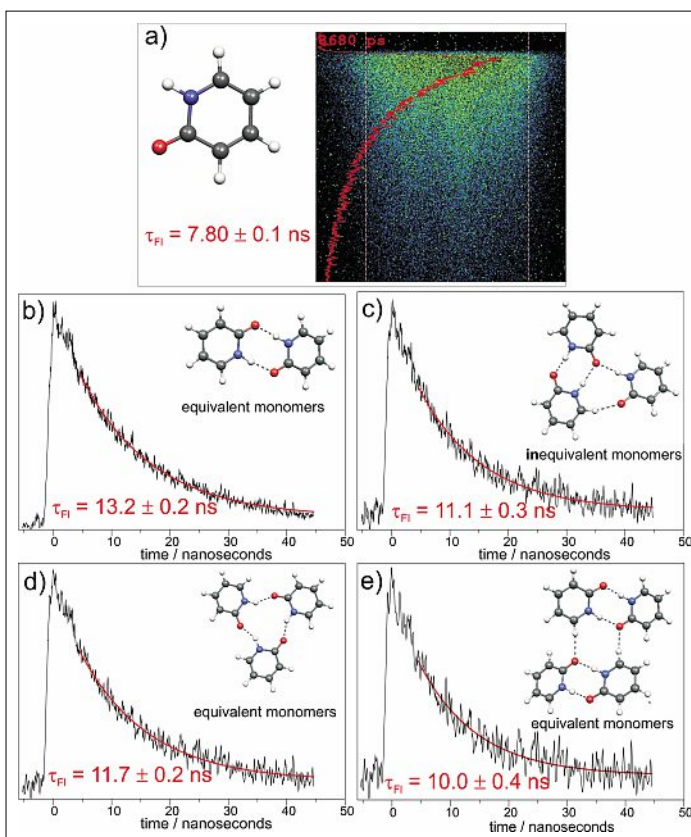 a)
8680 ps
τFl = 7.80 ± 0.1 ns
b)
equivalent monomers
τFl = 13.2 ± 0.2 ns
0 10 20 30 40 50
time / nanoseconds
c)
inequivalent monomers
τFl = 11.1 ± 0.3 ns
0 10 20 30 40 50
time / nanoseconds
d)
equivalent monomers
τFl = 11.7 ± 0.2 ns
0 10 20 30 40 50
time / nanoseconds
e)
equivalent monomers
τFl = 10.0 ± 0.4 ns
0 10 20 30 40 50
time / nanoseconds